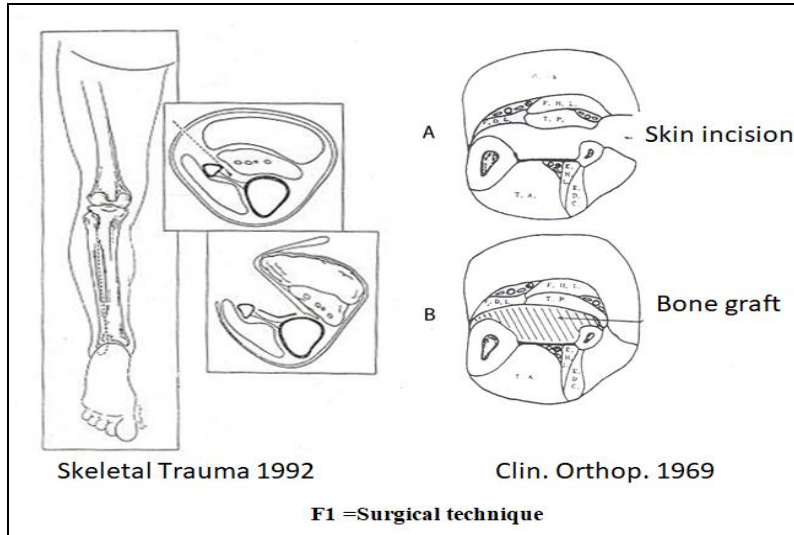 A
F. H. L.
T. P.
Skin incision
T. A.
F. H. L.
T. P.
Bone graft
B
T. A.
Skeletal Trauma 1992
Clin. Orthop. 1969
F1 =Surgical technique